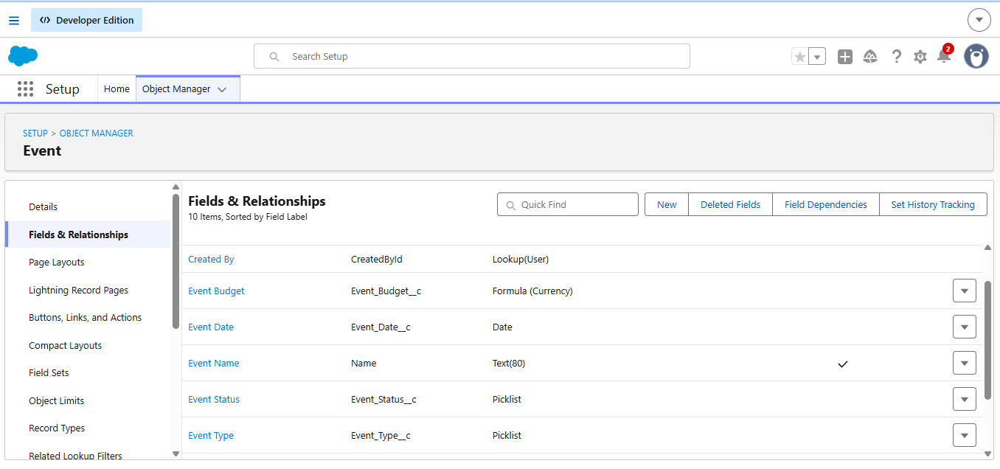 Developer Edition
Search Setup
2
Setup Home Object Manager
SETUP > OBJECT MANAGER
Event
Details
Fields & Relationships
Page Layouts
Lightning Record Pages
Buttons, Links, and Actions
Compact Layouts
Field Sets
Object Limits
Record Types
Related Lookup Filters
Fields & Relationships
10 Items, Sorted by Field Label
Quick Find
New Deleted Fields Field Dependencies Set History Tracking
Created By CreatedById Lookup(User)
Event Budget Event_Budget__c Formula (Currency)
Event Date Event_Date__c Date
Event Name Name Text(80)
Event Status Event_Status__c Picklist
Event Type Event_Type__c Picklist